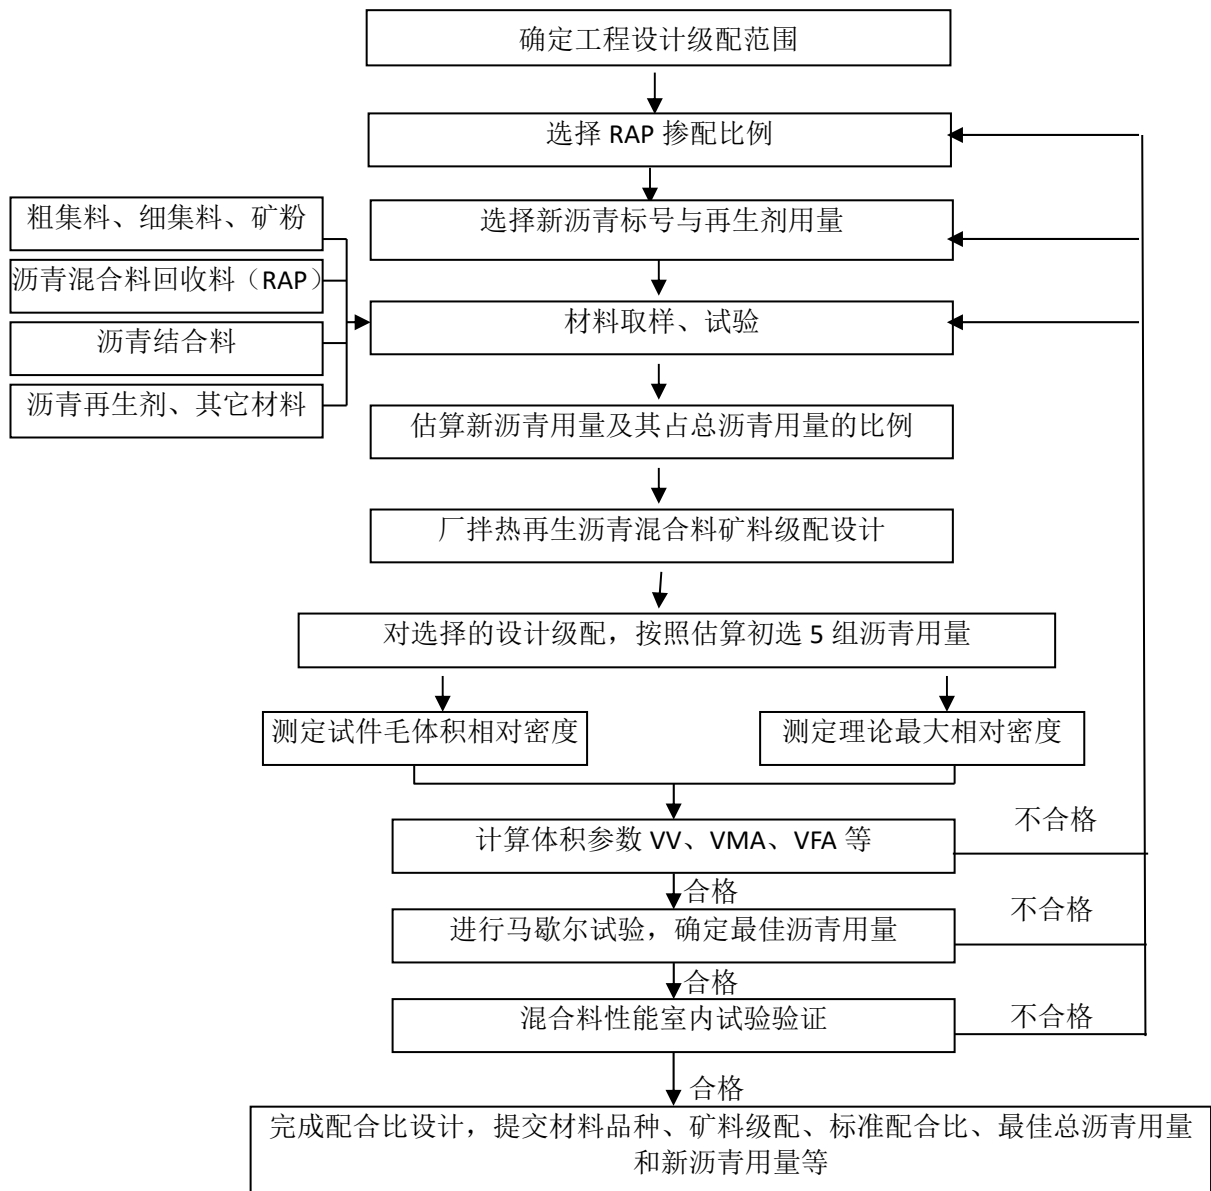 确定工程设计级配范围
选择 RAP 掺配比例
选择新沥青标号与再生剂用量
粗集料、细集料、矿粉
沥青混合料回收料（RAP）
沥青结合料
沥青再生剂、其它材料
材料取样、试验
估算新沥青用量及其占总沥青用量的比例
厂拌热再生沥青混合料矿料级配设计
对选择的设计级配，按照估算初选 5 组沥青用量
测定试件毛体积相对密度
测定理论最大相对密度
计算体积参数 VV、VMA、VFA 等
不合格
合格
进行马歇尔试验，确定最佳沥青用量
不合格
合格
混合料性能室内试验验证
不合格
合格
完成配合比设计，提交材料品种、矿料级配、标准配合比、最佳总沥青用量
和新沥青用量等